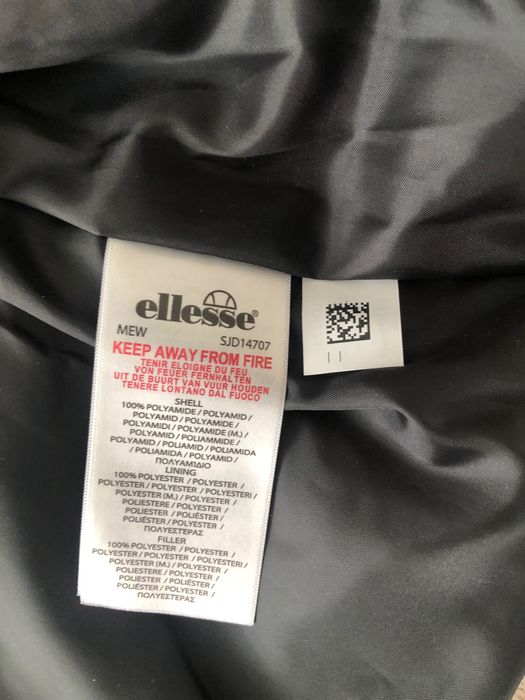 ellesse®
MEW SJD14707
KEEP AWAY FROM FIRE
TENIR ELOIGNE DU FEU
VON FEUER FERNHALTEN
UIT DE BUURT VAN VUUR HOUDEN
TENERE LONTANO DAL FUOCO
SHELL
100% POLYAMIDE / POLYAMID /
POLYAMID / POLYAMIDE /
POLYAMIDI / POLYAMIDE (M.) /
POLYAMID / POLIAMMIDE /
POLYAMID / POLIAMID / POLIAMIDA
/ POLIAMIDA / POLYAMID /
ΠΟΛΥΑΜΙΔΙΟ
LINING
100% POLYESTER / POLYESTER /
POLYESTER / POLYESTER / POLYESTERI /
POLYESTER (M.) / POLYESTER /
POLIESTERE / POLYESTER /
POLIESTER / POLIÉSTER /
POLIÉSTER / POLYESTER /
ΠΟΛΥΕΣΤΕΡΑΣ
FILLER
100% POLYESTER / POLYESTER /
POLYESTER / POLYESTER / POLYESTERI /
POLYESTER (M.) / POLYESTER /
POLIESTERE / POLYESTER /
POLIESTER / POLIÉSTER /
POLIÉSTER / POLYESTER /
ΠΟΛΥΕΣΤΕΡΑΣ